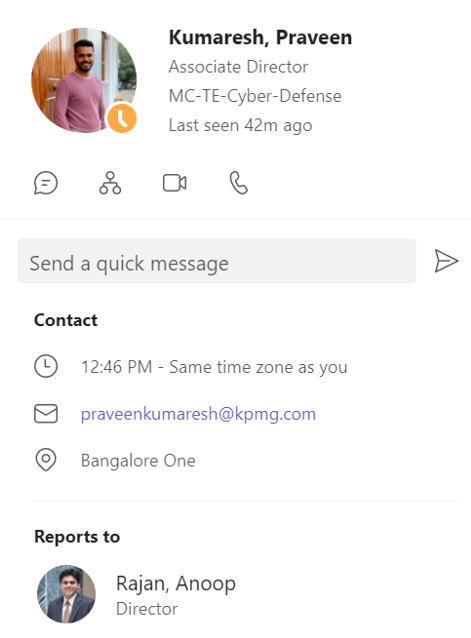 Kumaresh, Praveen
Associate Director
MC-TE-Cyber-Defense
Last seen 42m ago
Send a quick message
Contact
12:46 PM - Same time zone as you
praveenkumaresh@kpmg.com
Bangalore One
Reports to
Rajan, Anoop
Director